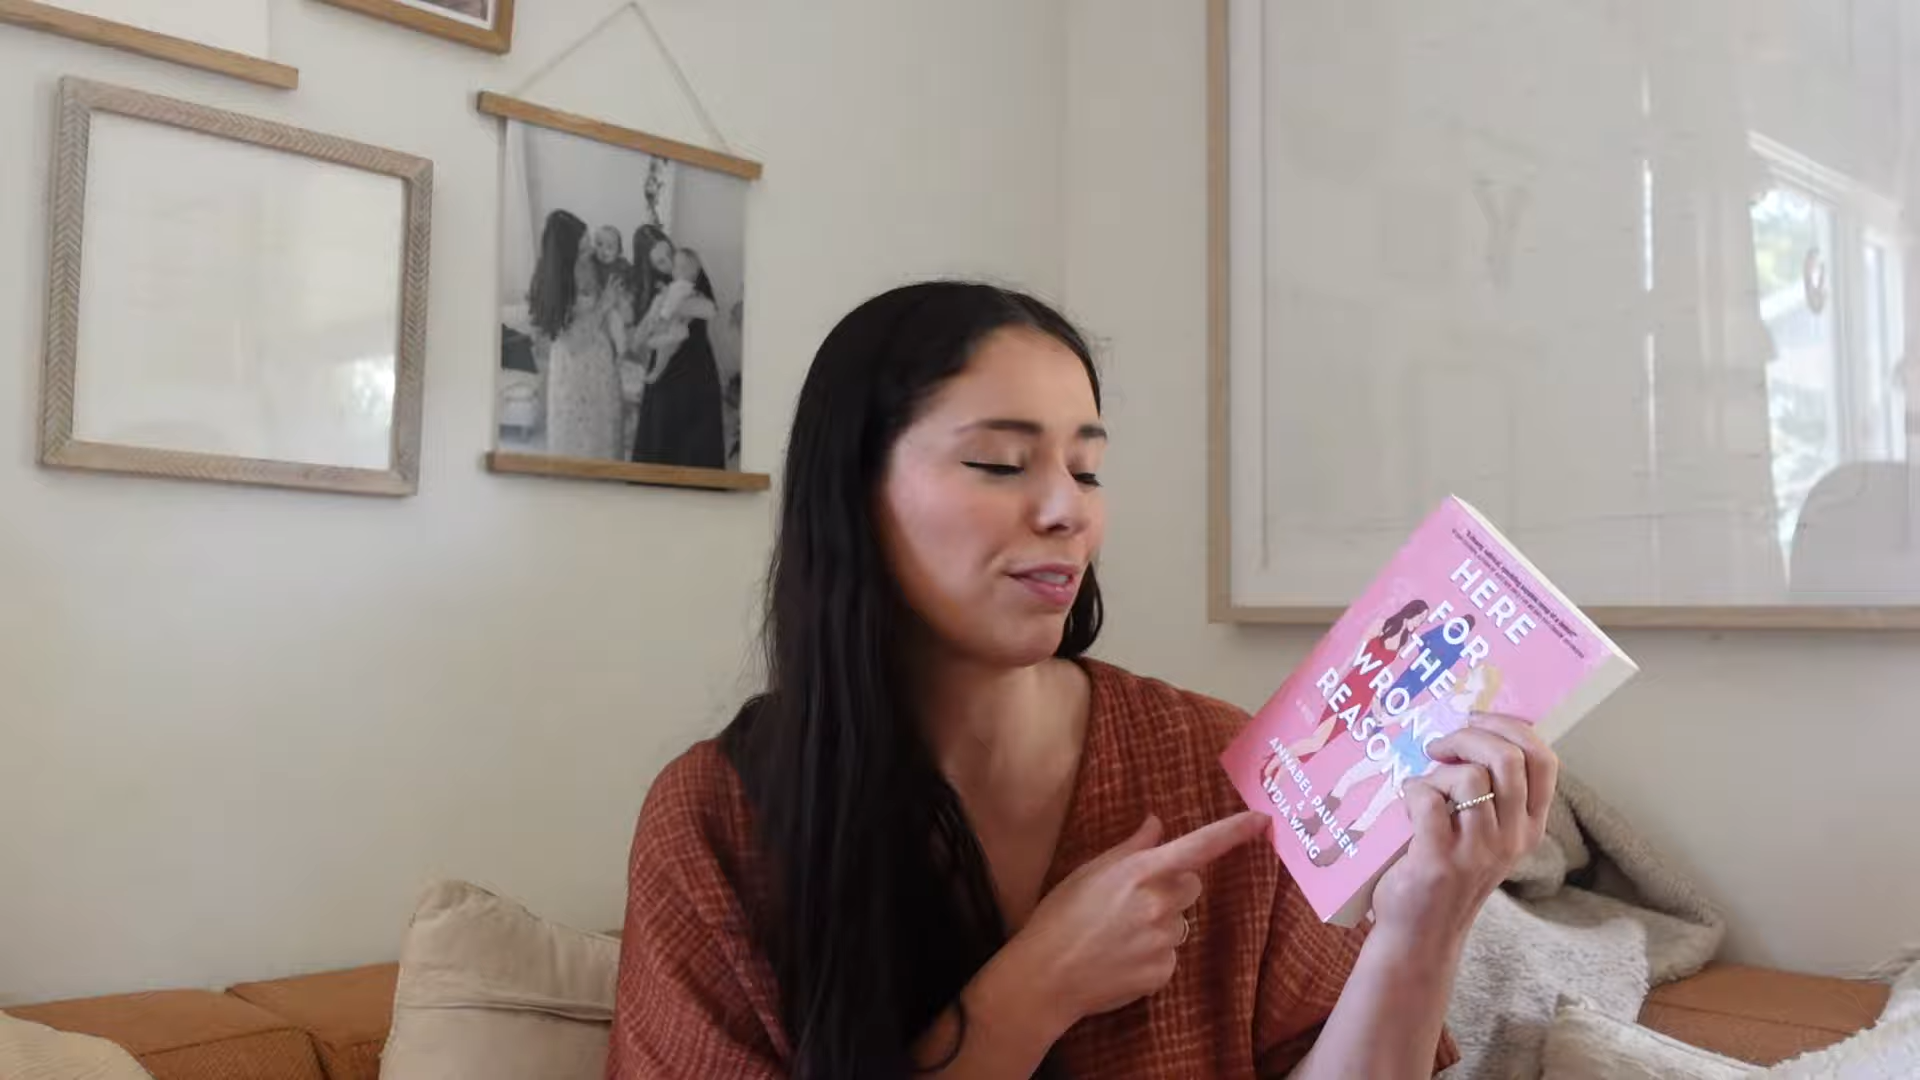 HERE
FOR
THE
WRONG
REASONS
ANNABEL PAULSEN
&
LYDIA WANG